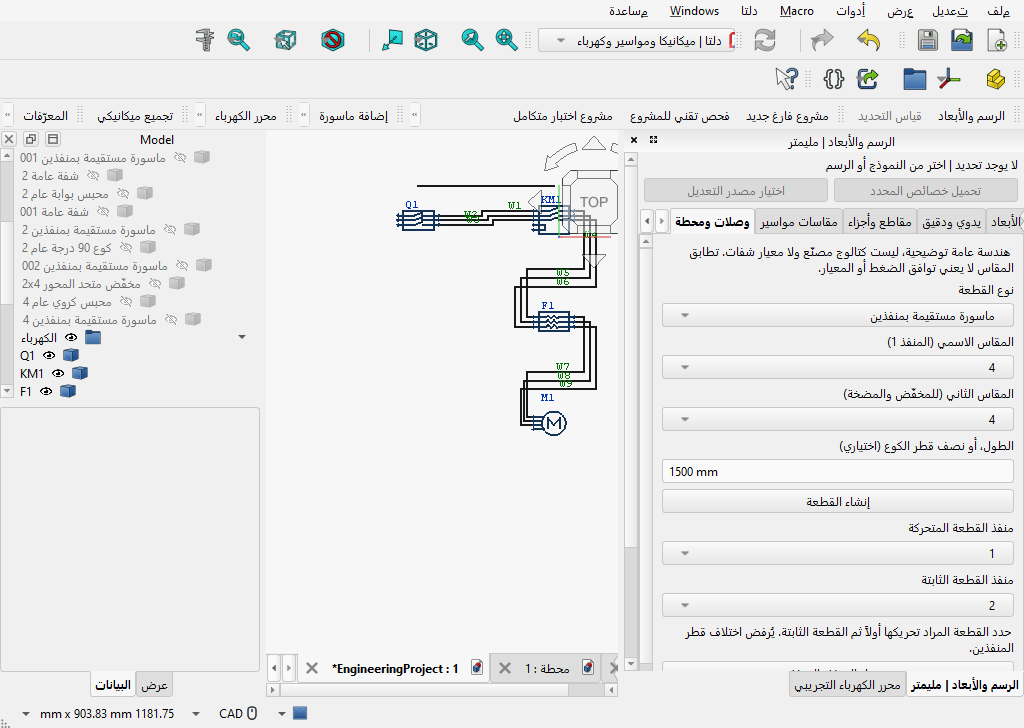 ملف
تعديل
عرض
أدوات
Macro
دلتا
Windows
مساعدة
دلتا | ميكانيكا ومواسير وكهرباء
الرسم والأبعاد
قياس التحديد
مشروع فارغ جديد
فحص تقني للمشروع
مشروع اختبار متكامل
إضافة ماسورة
محرر الكهرباء
تجميع ميكانيكي
المعرّفات
Model
ماسورة مستقيمة بمنفذين 001
شفة عامة 2
محبس بوابة عام 2
شفة عامة 001
ماسورة مستقيمة بمنفذين 2
كوع 90 درجة عام 2
ماسورة مستقيمة بمنفذين 002
مخفّض متحد المحور 2x4
محبس كروي عام 4
ماسورة مستقيمة بمنفذين 4
الكهرباء
Q1
KM1
F1
البيانات
عرض
TOP
Q1
W1
KM1
W5
W6
F1
W7
W8
W9
M1
M
*EngineeringProject : 1
محطة : 1
الرسم والأبعاد | مليمتر
لا يوجد تحديد | اختر من النموذج أو الرسم
تحميل خصائص المحدد
اختيار مصدر التعديل
الأبعاد
يدوي ودقيق
مقاطع وأجزاء
مقاسات مواسير
وصلات ومحطة
هندسة عامة توضيحية، ليست كتالوج مصنّع ولا معيار شفات. تطابق
المقاس لا يعني توافق الضغط أو المعيار.
نوع القطعة
ماسورة مستقيمة بمنفذين
المقاس الاسمي (المنفذ 1)
4
المقاس الثاني (للمخفّض والمضخة)
4
الطول، أو نصف قطر الكوع (اختياري)
1500 mm
إنشاء القطعة
منفذ القطعة المتحركة
1
منفذ القطعة الثابتة
2
حدد القطعة المراد تحريكها أولاً ثم القطعة الثابتة. يُرفض اختلاف قطر
المنفذين.
الرسم والأبعاد | مليمتر
محرر الكهرباء التجريبي
mm x 903.83 mm 1181.75
CAD